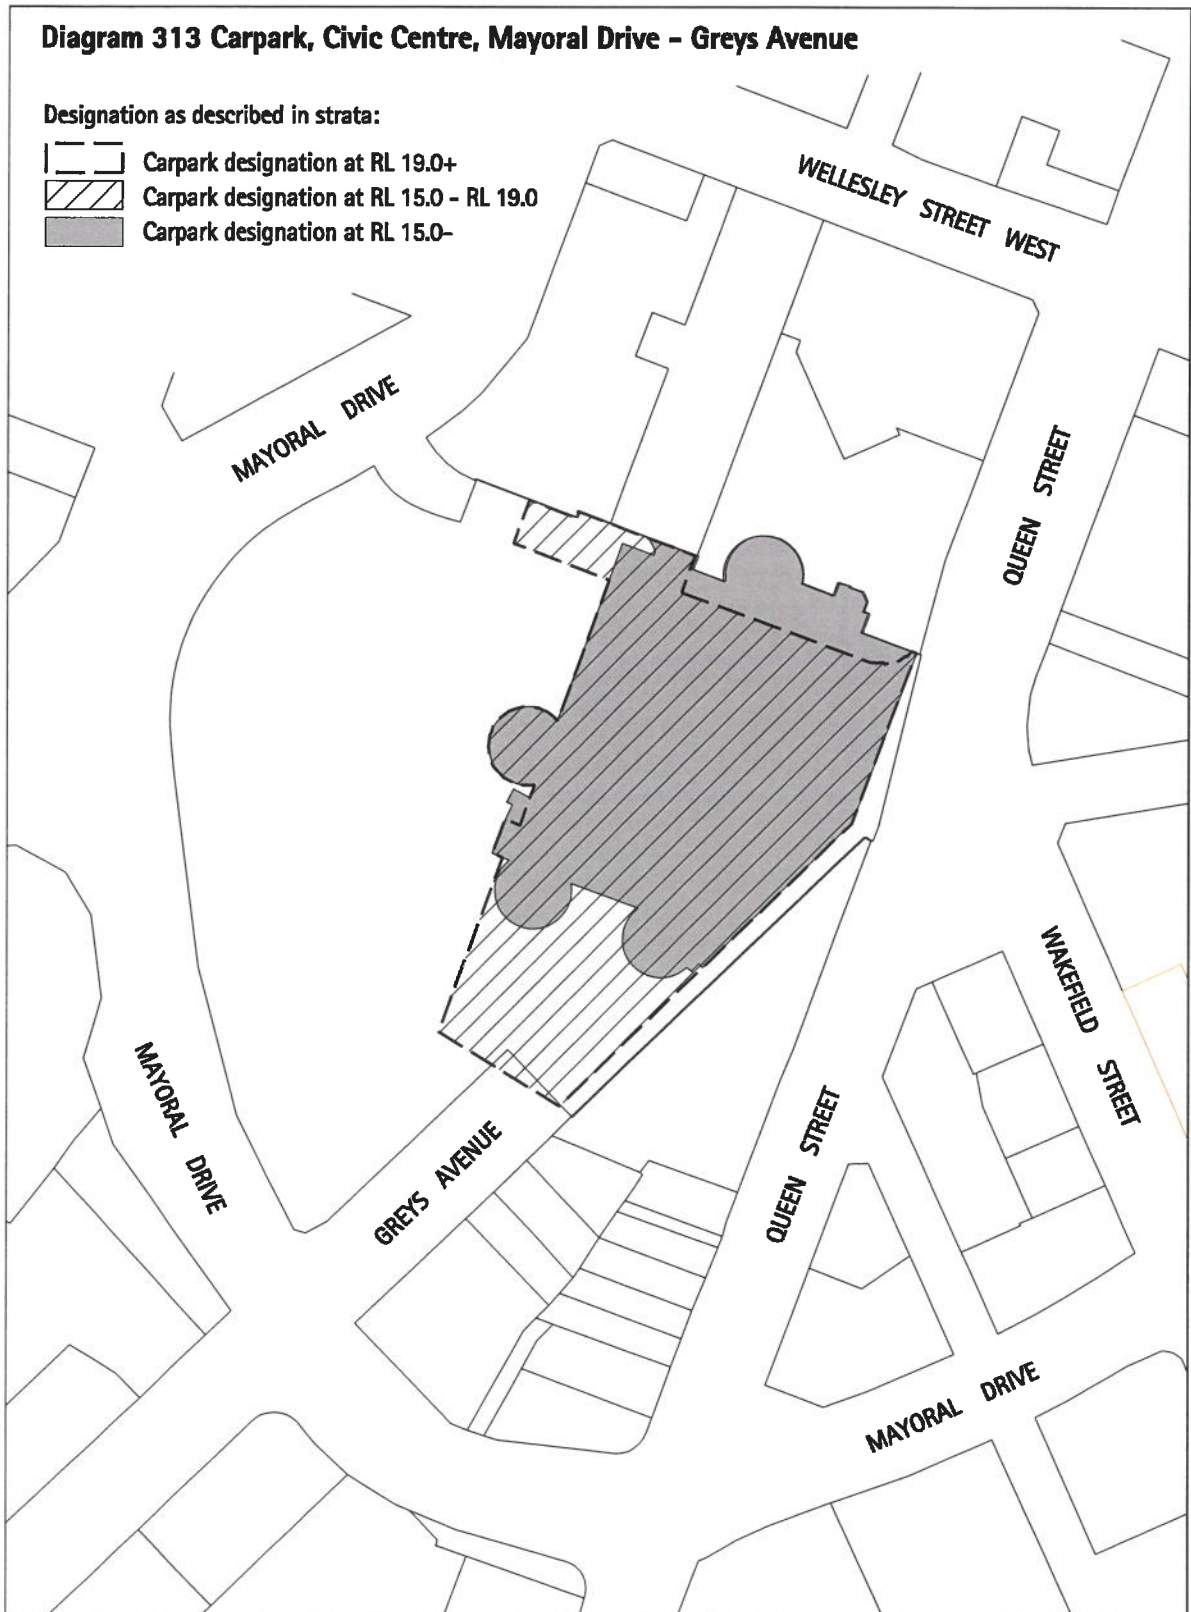 Diagram 313 Carpark, Civic Centre, Mayoral Drive - Greys Avenue
Designation as described in strata:
Carpark designation at RL 19.0+
Carpark designation at RL 15.0 - RL 19.0
Carpark designation at RL 15.0-
WELLESLEY STREET WEST
MAYORAL DRIVE
QUEEN STREET
WAKEFIELD STREET
MAYORAL DRIVE
GREYS AVENUE
QUEEN STREET
MAYORAL DRIVE